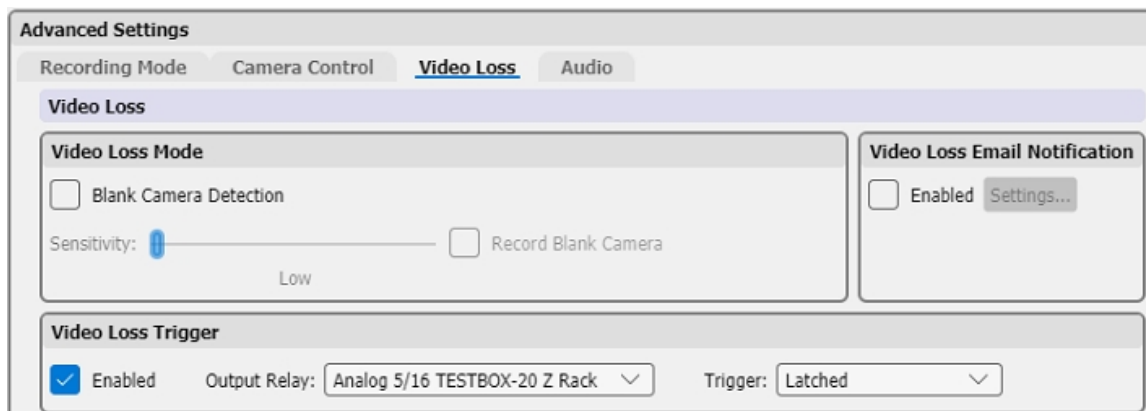 Advanced Settings
Recording Mode Camera Control Video Loss Audio
Video Loss
Video Loss Mode
Blank Camera Detection
Sensitivity: Record Blank Camera
Low
Video Loss Email Notification
Enabled Settings...
Video Loss Trigger
Enabled Output Relay: Analog 5/16 TESTBOX-20 Z Rack Trigger: Latched